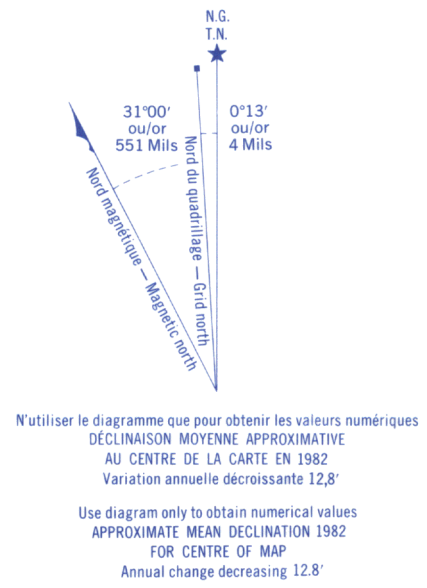 N.G.
T.N.
31°00′
ou/or
551 Mils
0°13′
ou/or
4 Mils
Nord du quadrillage — Grid north
Nord magnétique — Magnetic north
N'utiliser le diagramme que pour obtenir les valeurs numériques
DÉCLINAISON MOYENNE APPROXIMATIVE
AU CENTRE DE LA CARTE EN 1982
Variation annuelle décroissante 12,8′
Use diagram only to obtain numerical values
APPROXIMATE MEAN DECLINATION 1982
FOR CENTRE OF MAP
Annual change decreasing 12.8′